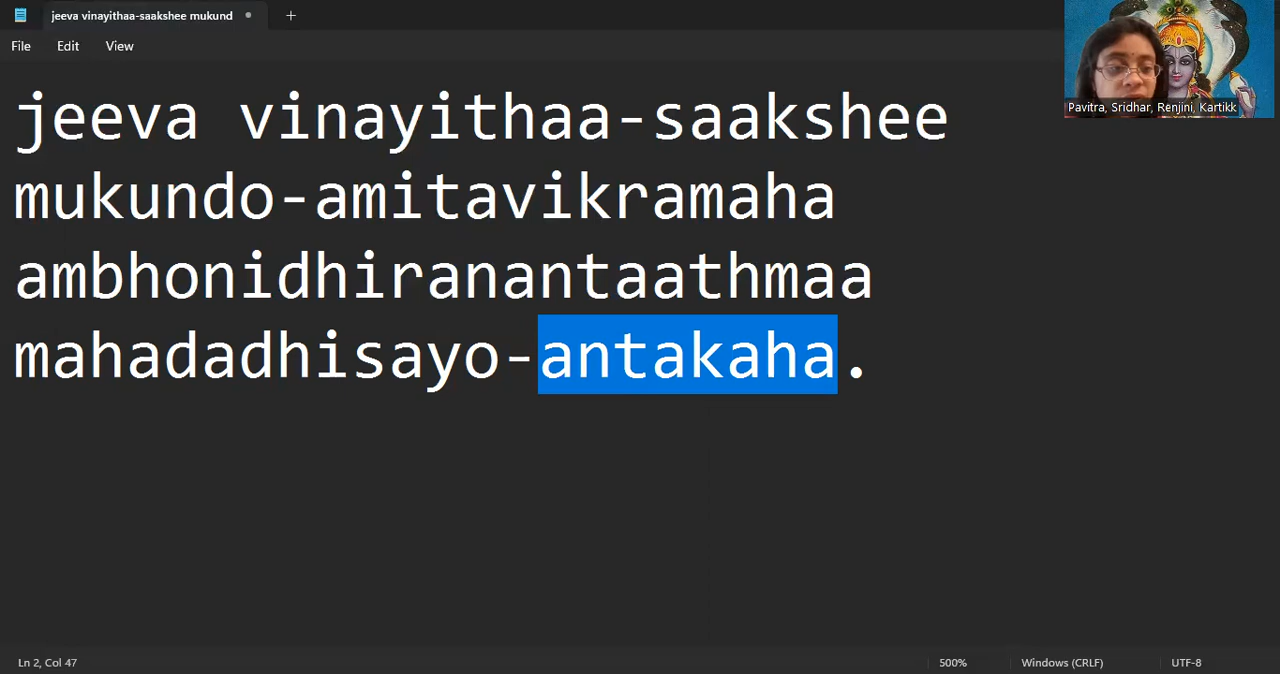 jeeva vinayithaa-saakshee mukund
File Edit View
jeeva vinayithaa-saakshee
mukundo-amitavikramaha
ambhonidhiranantaathmaa
mahadadhisayo-antakaha.
Pavitra, Sridhar, Renjini, Kartikk
Ln 2, Col 47 500% Windows (CRLF) UTF-8